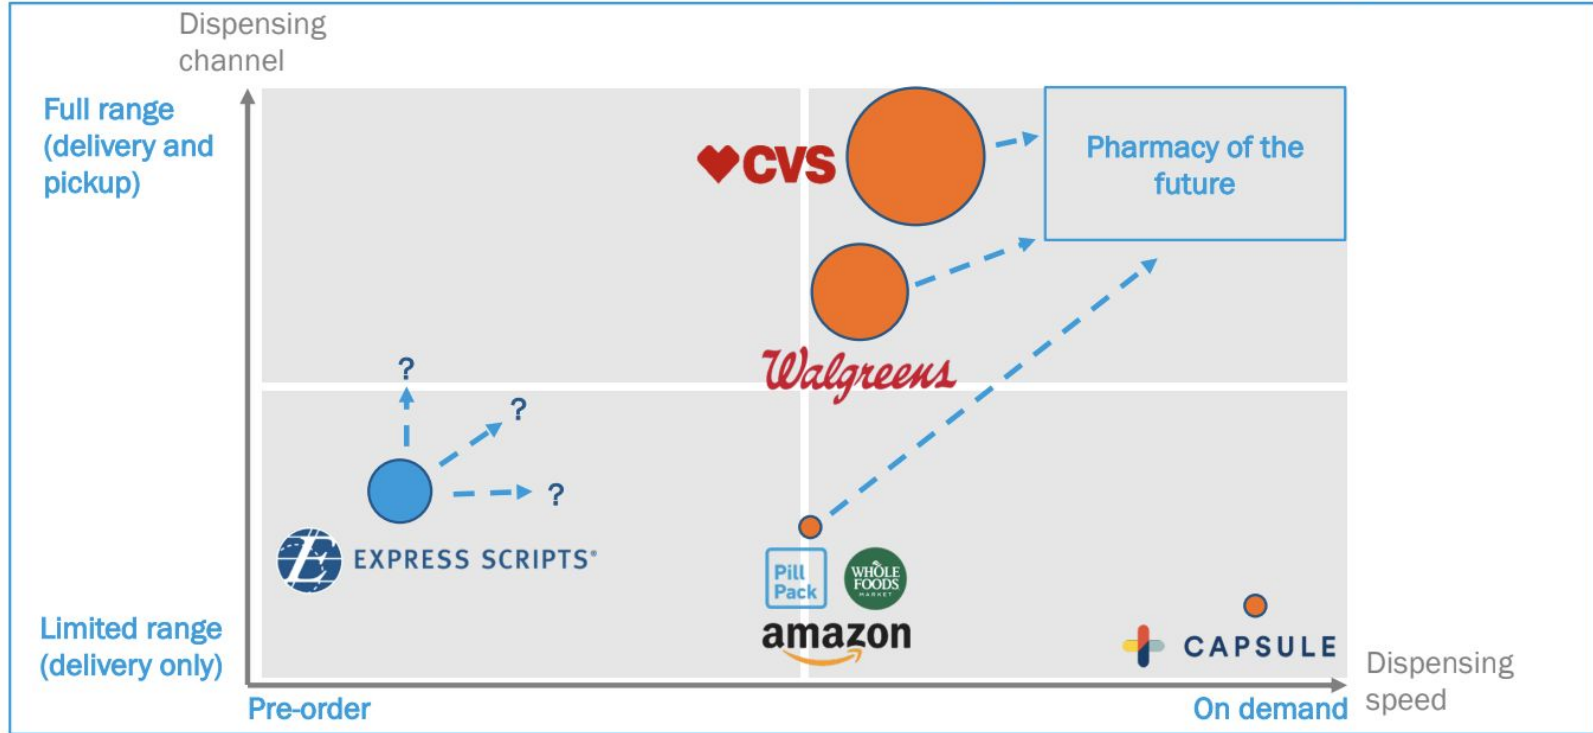 Dispensing
channel
Full range
(delivery and
pickup)
CVS
Pharmacy of the
future
Walgreens
?
?
?
E EXPRESS SCRIPTS®
Pill
Pack
WHOLE
FOODS
MARKET
amazon
CAPSULE
Limited range
(delivery only)
Dispensing
speed
Pre-order
On demand